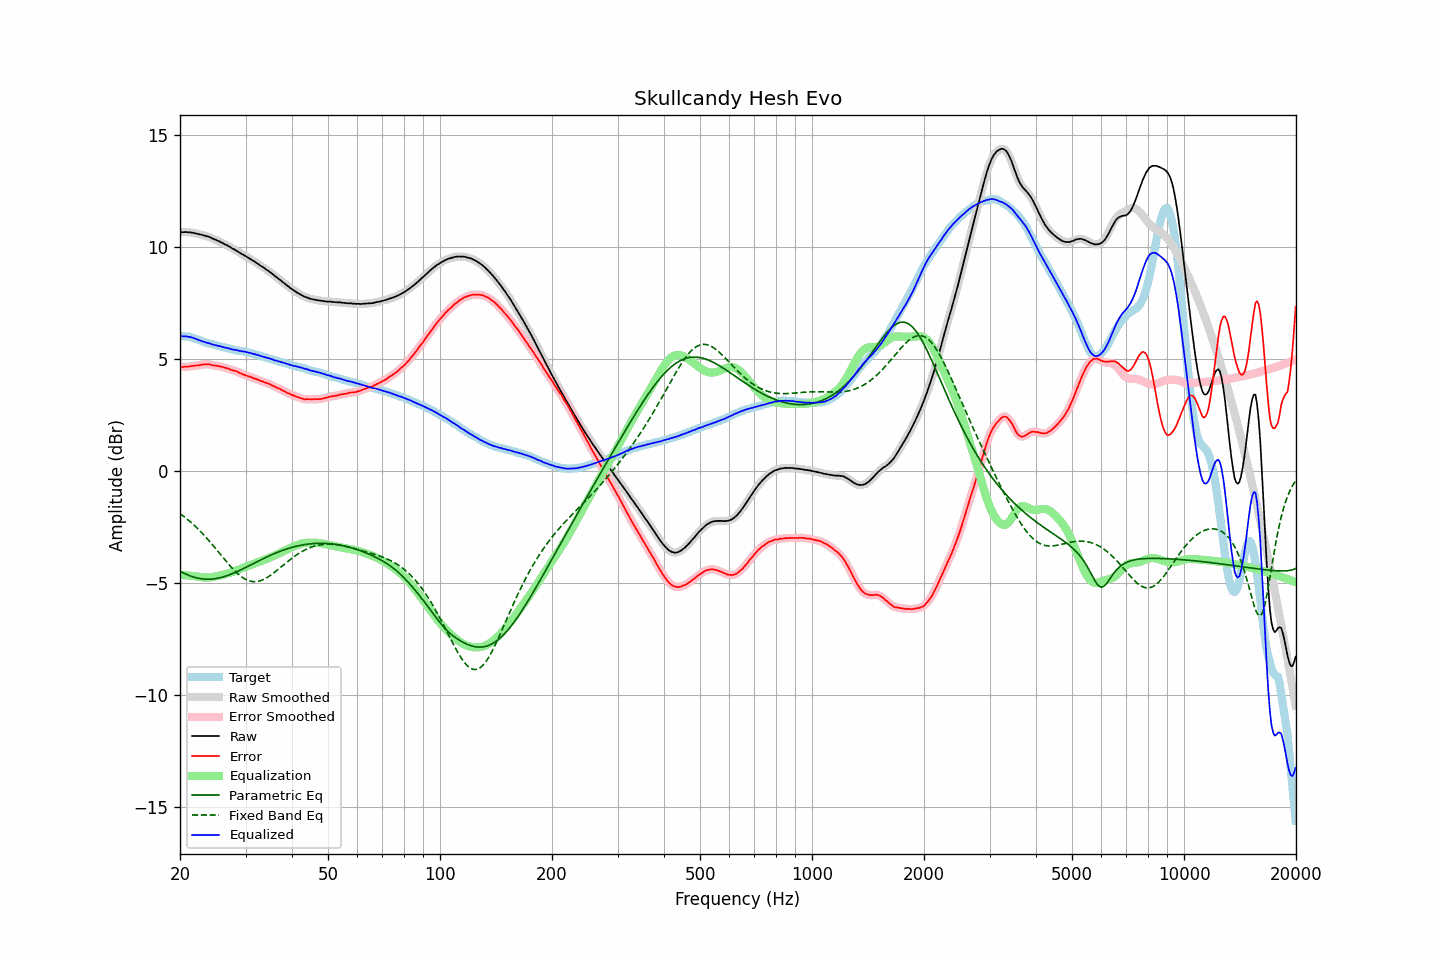 Skullcandy Hesh Evo
15
10
5
0
−5
−10
−15
Amplitude (dBr)
Target
Raw Smoothed
Error Smoothed
Raw
Error
Equalization
Parametric Eq
Fixed Band Eq
Equalized
20 50 100 200 500 1000 2000 5000 10000 20000
Frequency (Hz)